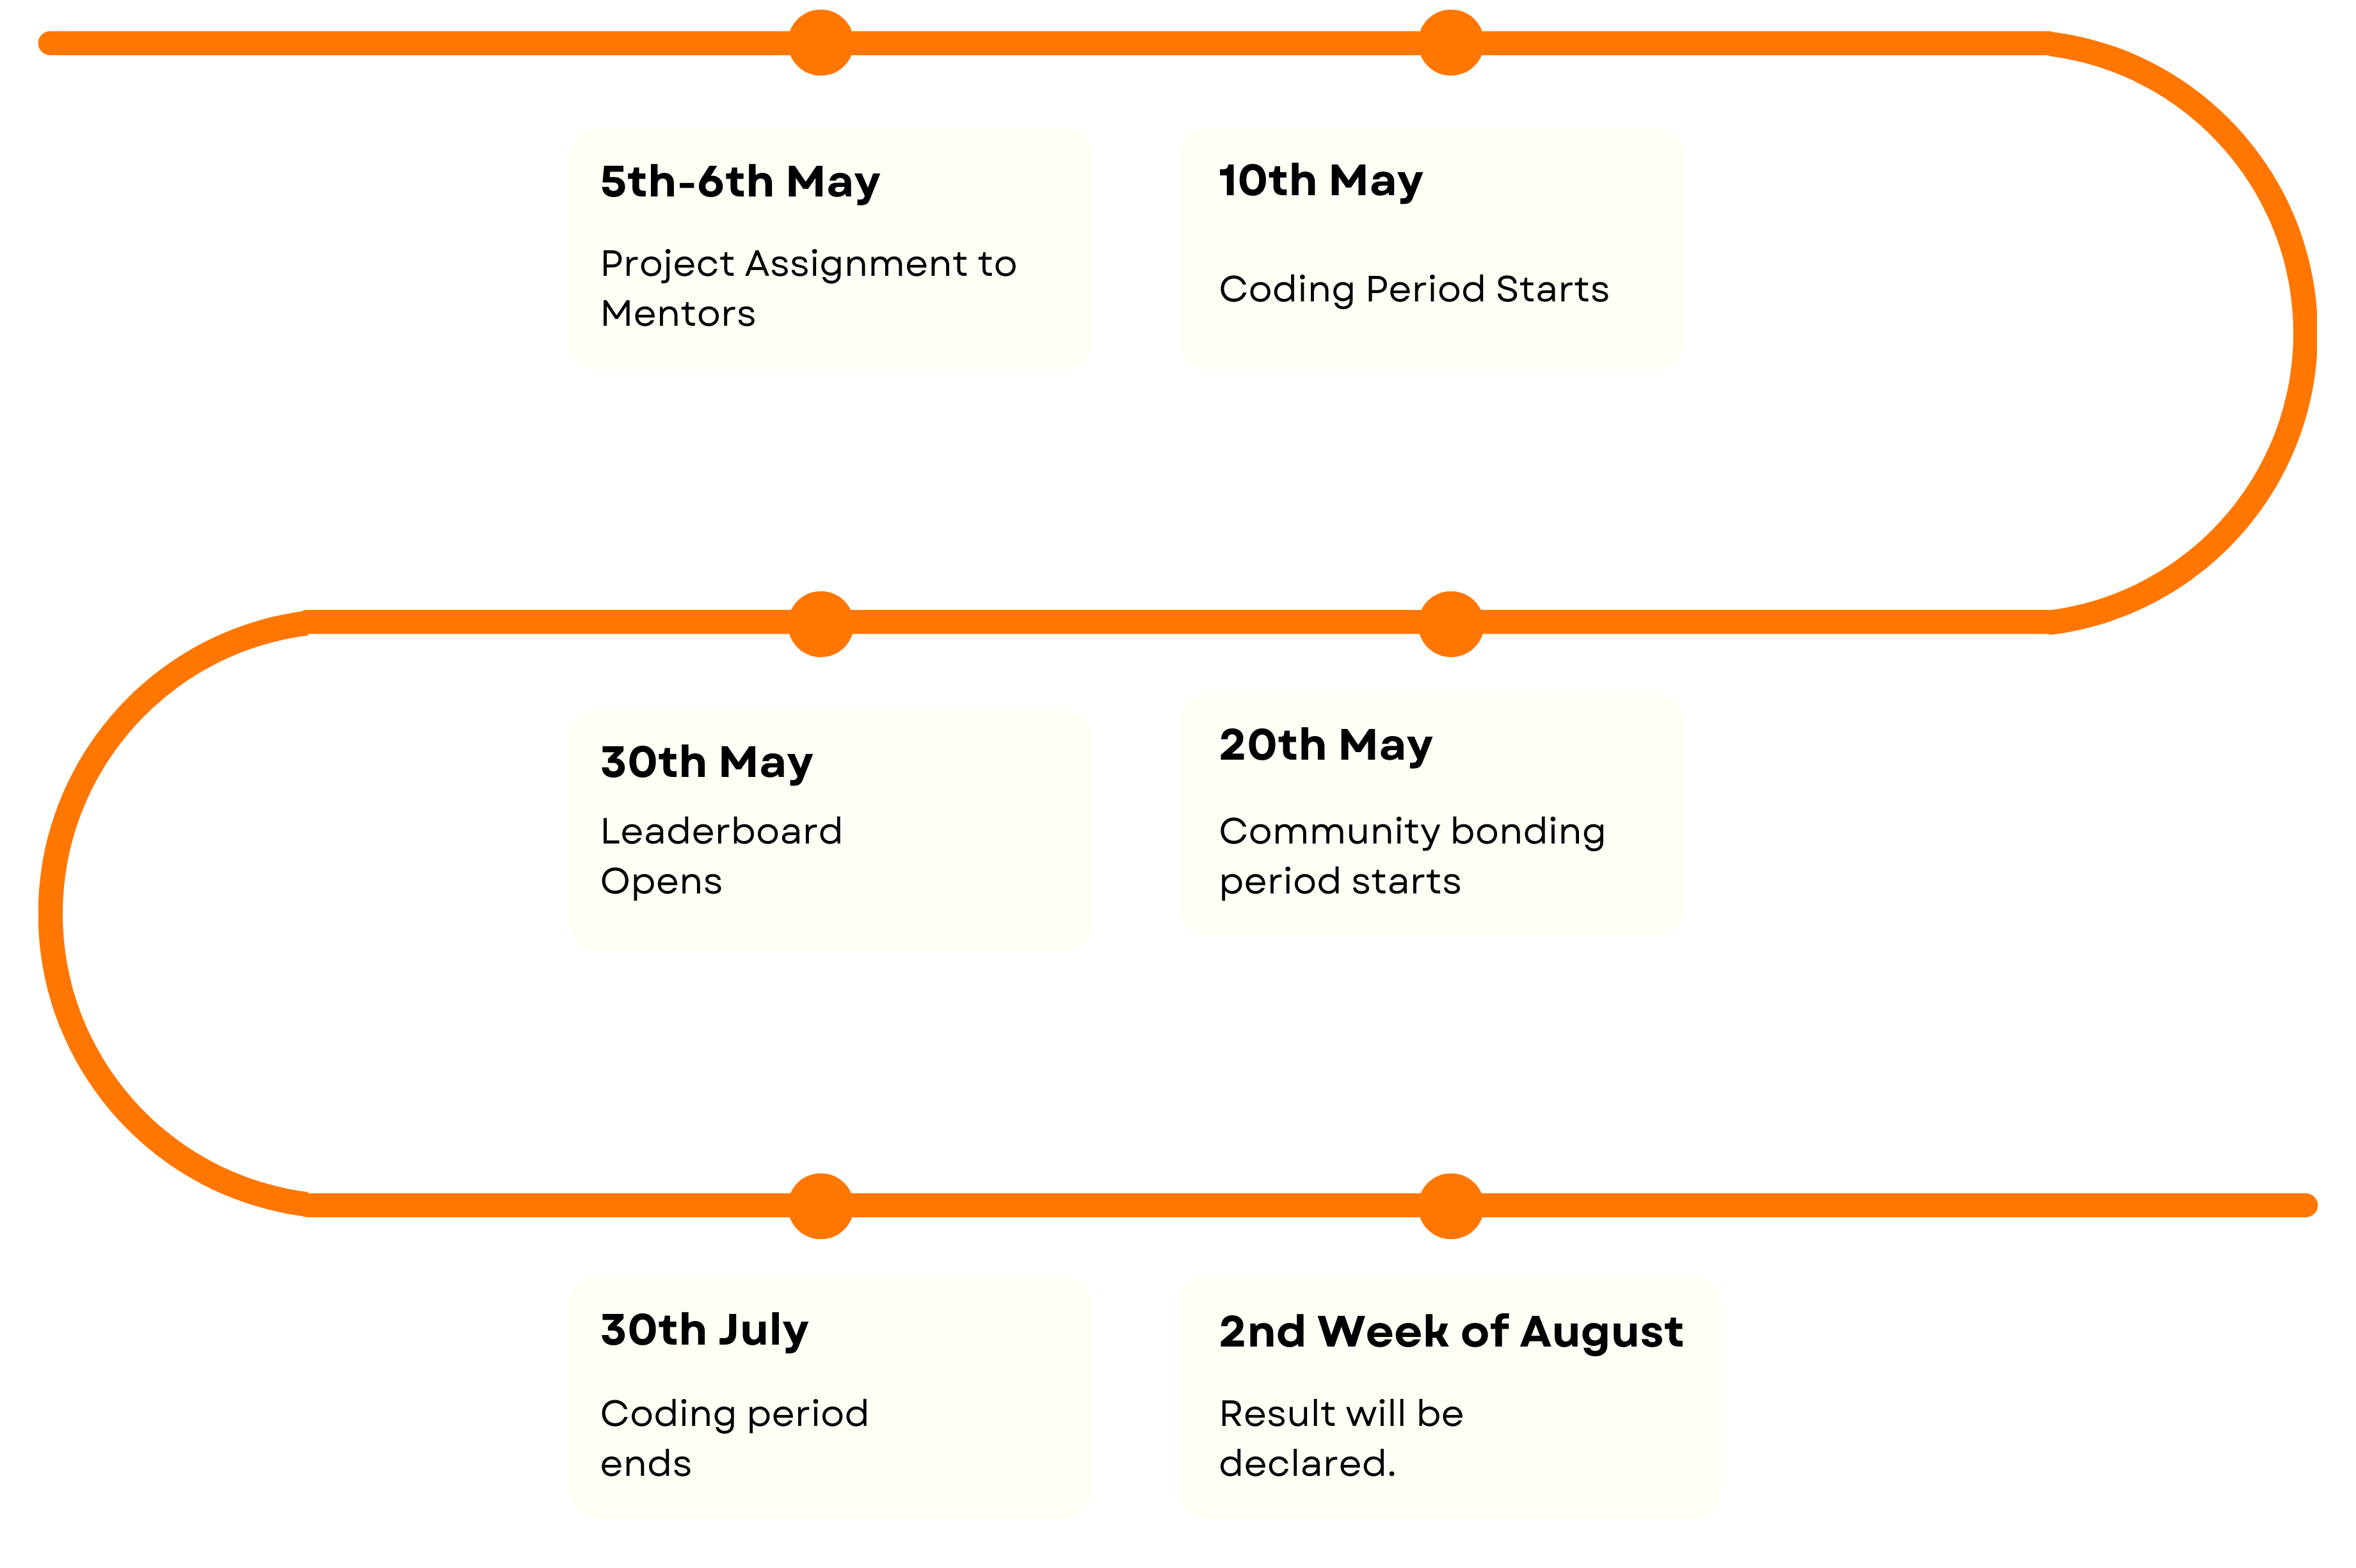 5th-6th May
Project Assignment to
Mentors
10th May
Coding Period Starts
30th May
Leaderboard
Opens
20th May
Community bonding
period starts
30th July
Coding period
ends
2nd Week of August
Result will be
declared.